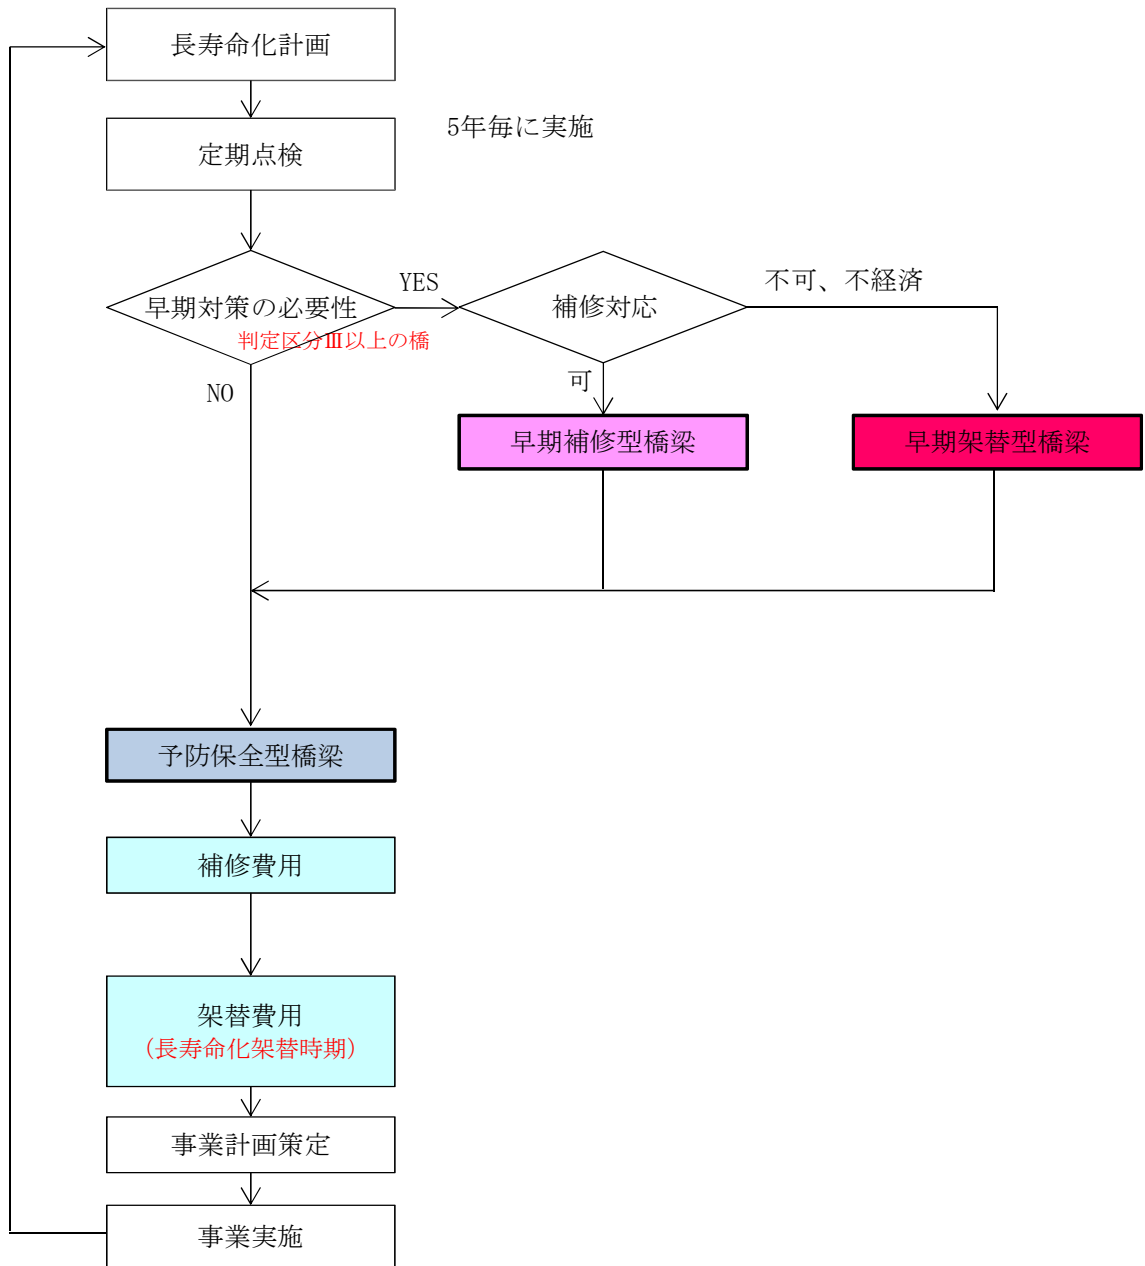 長寿命化計画
5年毎に実施
定期点検
早期対策の必要性
判定区分Ⅲ以上の橋
YES
補修対応
不可、不経済
NO
可
早期補修型橋梁
早期架替型橋梁
予防保全型橋梁
補修費用
架替費用
(長寿命化架替時期)
事業計画策定
事業実施